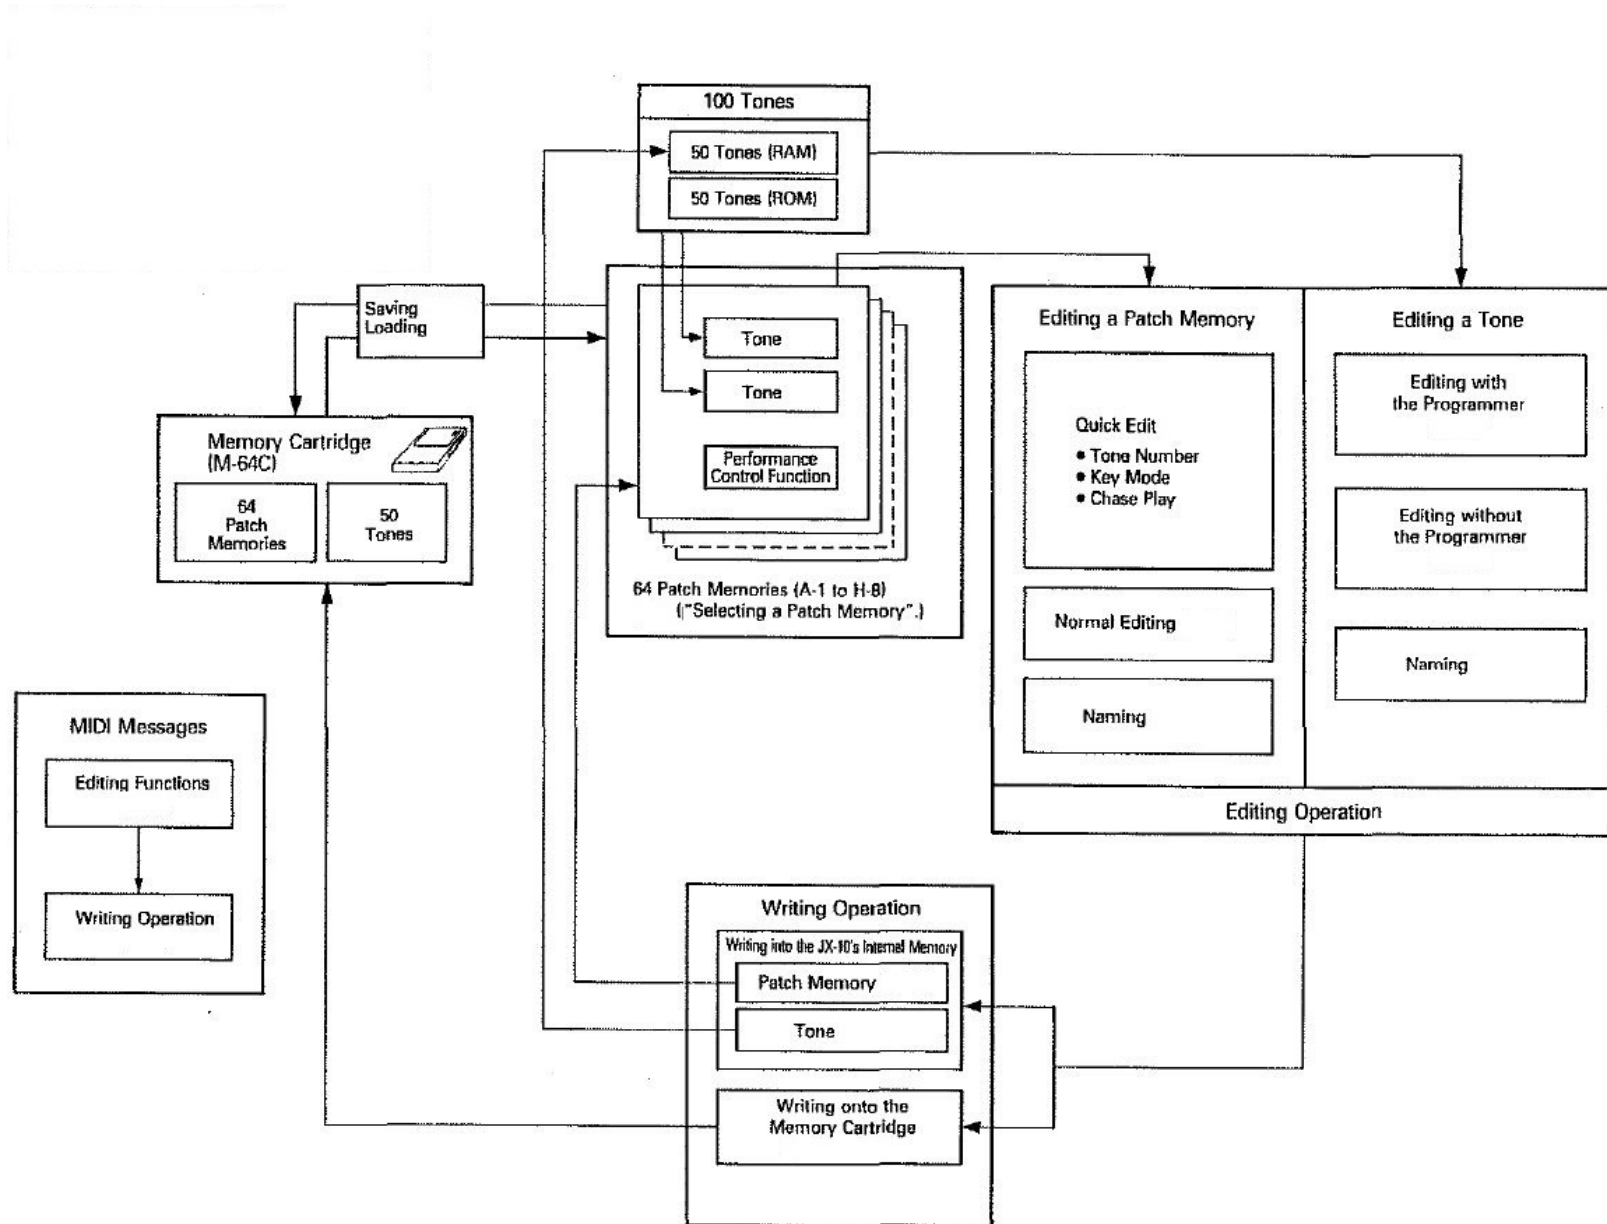 100 Tones
50 Tones (RAM)
50 Tones (ROM)
Saving
Loading
Memory Cartridge
(M-64C)
64
Patch
Memories
50
Tones
Tone
Tone
Performance
Control Function
64 Patch Memories (A-1 to H-8)
("Selecting a Patch Memory".)
Editing a Patch Memory
Quick Edit
• Tone Number
• Key Mode
• Chase Play
Normal Editing
Naming
Editing a Tone
Editing with
the Programmer
Editing without
the Programmer
Naming
Editing Operation
MIDI Messages
Editing Functions
Writing Operation
Writing Operation
Writing into the JX-10's Internal Memory
Patch Memory
Tone
Writing onto the
Memory Cartridge